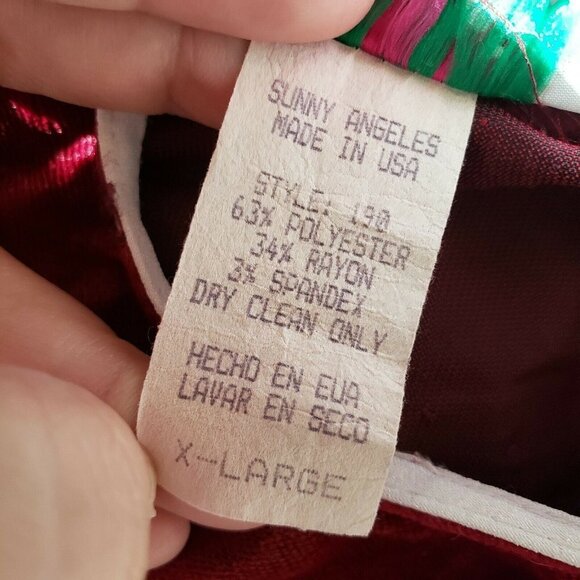 SUNNY ANGELES
MADE IN USA
STYLE: 190
63% POLYESTER
34% RAYON
3% SPANDEX
DRY CLEAN ONLY
HECHO EN EUA
LAVAR EN SECO
X-LARGE